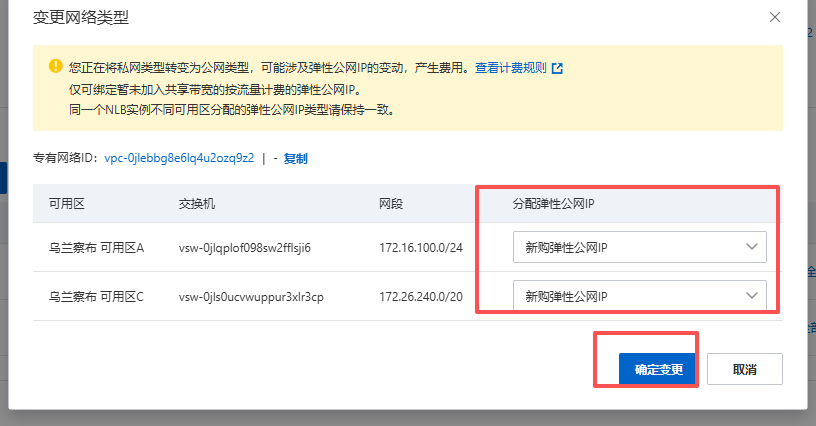 变更网络类型
您正在将私网类型转变为公网类型，可能涉及弹性公网IP的变动，产生费用。查看计费规则
仅可绑定暂未加入共享带宽的按流量计费的弹性公网IP。
同一个NLB实例不同可用区分配的弹性公网IP类型请保持一致。
专有网络ID： vpc-0jlebbg8e6lq4u2ozq9z2 | - 复制
可用区 交换机 网段 分配弹性公网IP
乌兰察布 可用区A vsw-0jlqplof098sw2fflsji6 172.16.100.0/24 新购弹性公网IP
乌兰察布 可用区C vsw-0jls0ucvwuppur3xlr3cp 172.26.240.0/20 新购弹性公网IP
确定变更 取消